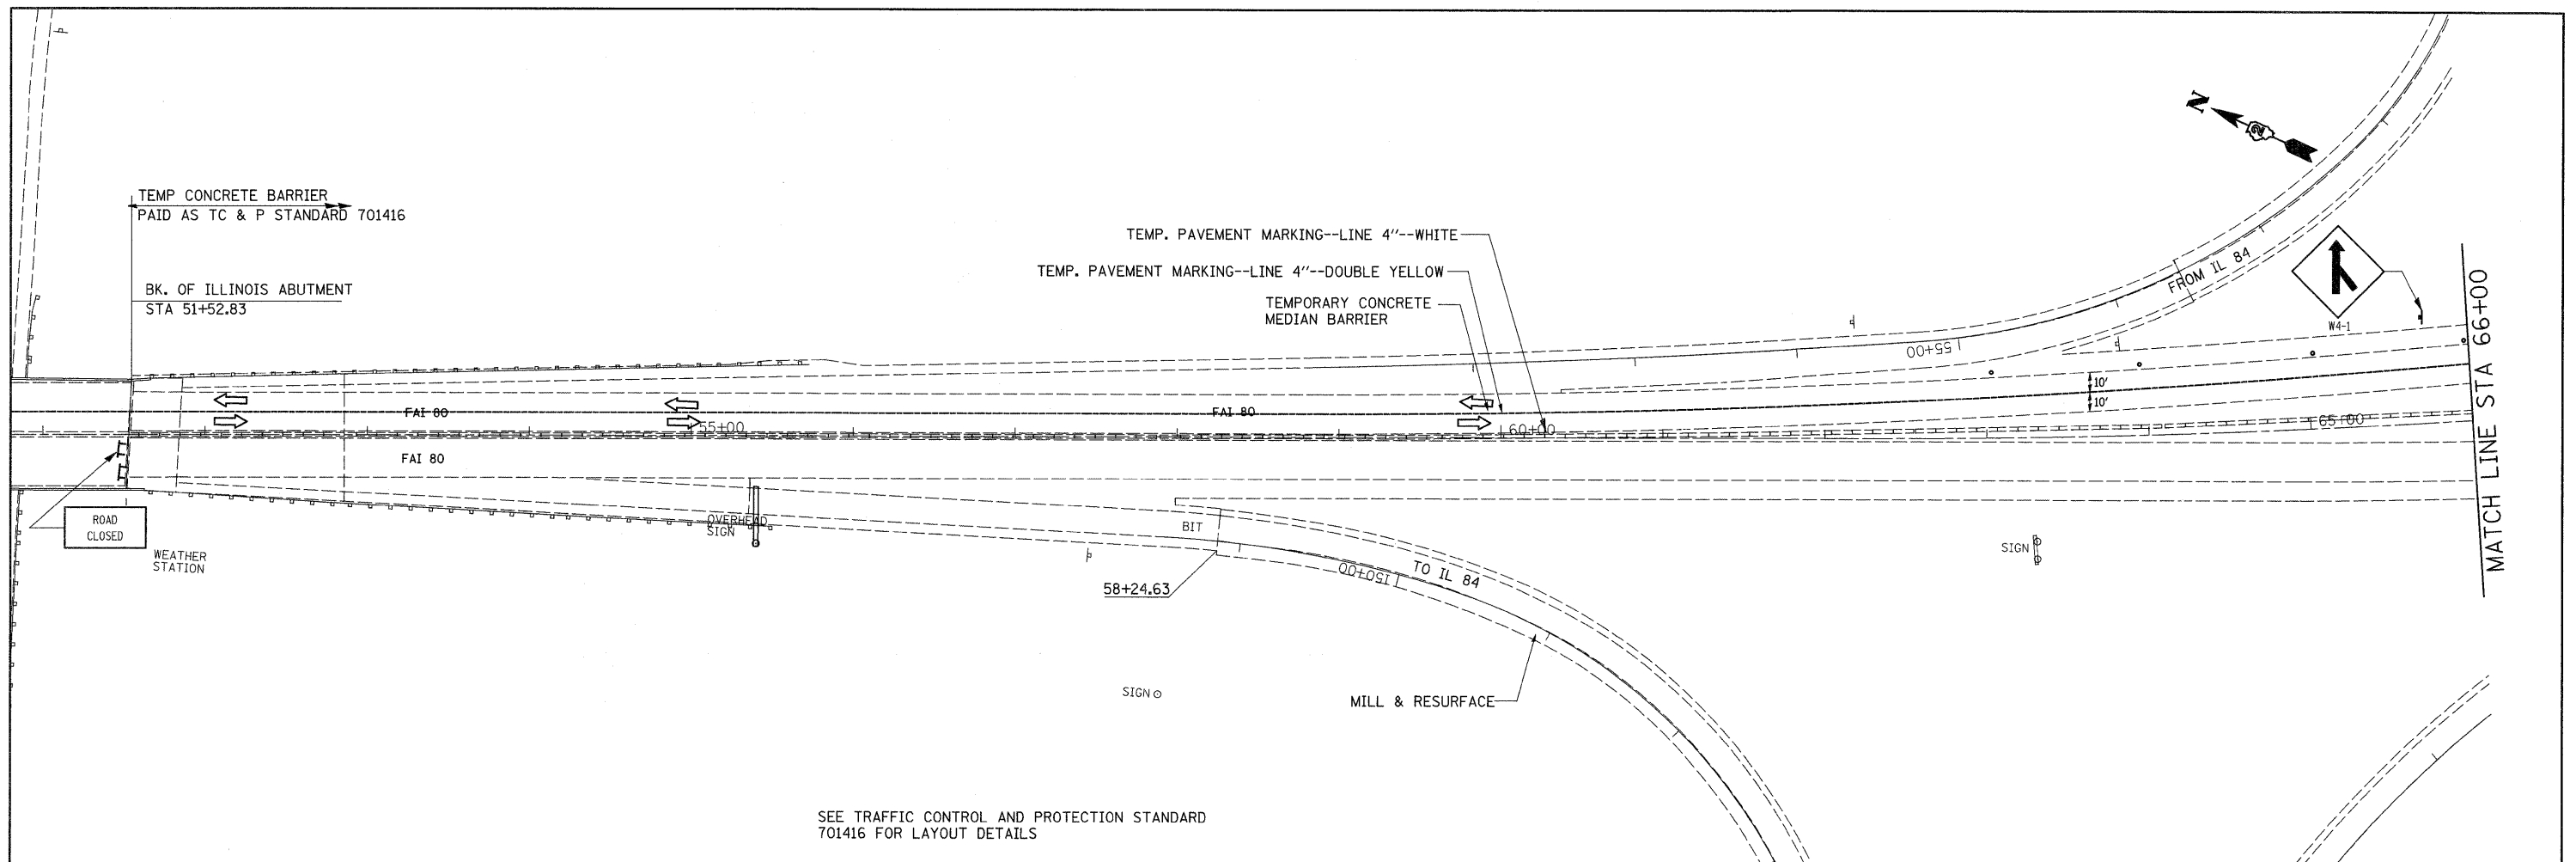 TEMP CONCRETE BARRIER
PAID AS TC & P STANDARD 701416
BK. OF ILLINOIS ABUTMENT
STA 51+52.83
TEMP. PAVEMENT MARKING--LINE 4"--WHITE
TEMP. PAVEMENT MARKING--LINE 4"--DOUBLE YELLOW
TEMPORARY CONCRETE
MEDIAN BARRIER
N
2
FROM IL 84
W4-1
MATCH LINE STA 66+00
55+00
10'
10'
FAI 80
FAI 80
55+00
60+00
65+00
FAI 80
ROAD
CLOSED
WEATHER
STATION
OVERHEAD
SIGN
BIT
58+24.63
150+00
TO IL 84
SIGN
SIGN
MILL & RESURFACE
SEE TRAFFIC CONTROL AND PROTECTION STANDARD
701416 FOR LAYOUT DETAILS